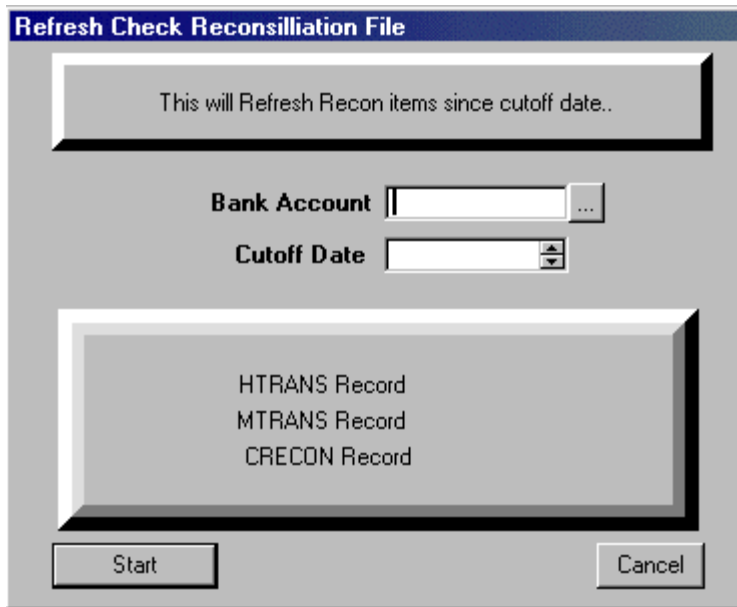 Refresh Check Reconsilliation File
This will Refresh Recon items since cutoff date..
Bank Account ...
Cutoff Date
HTRANS Record
MTRANS Record
CRECON Record
Start Cancel